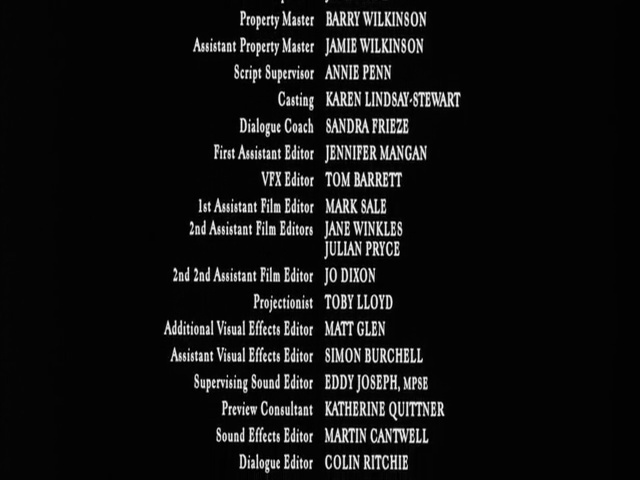 Property Master BARRY WILKINSON
Assistant Property Master JAMIE WILKINSON
Script Supervisor ANNIE PENN
Casting KAREN LINDSAY-STEWART
Dialogue Coach SANDRA FRIEZE
First Assistant Editor JENNIFER MANGAN
VFX Editor TOM BARRETT
1st Assistant Film Editor MARK SALE
2nd Assistant Film Editors JANE WINKLES
JULIAN PRYCE
2nd 2nd Assistant Film Editor JO DIXON
Projectionist TOBY LLOYD
Additional Visual Effects Editor MATT GLEN
Assistant Visual Effects Editor SIMON BURCHELL
Supervising Sound Editor EDDY JOSEPH, MPSE
Preview Consultant KATHERINE QUITTNER
Sound Effects Editor MARTIN CANTWELL
Dialogue Editor COLIN RITCHIE